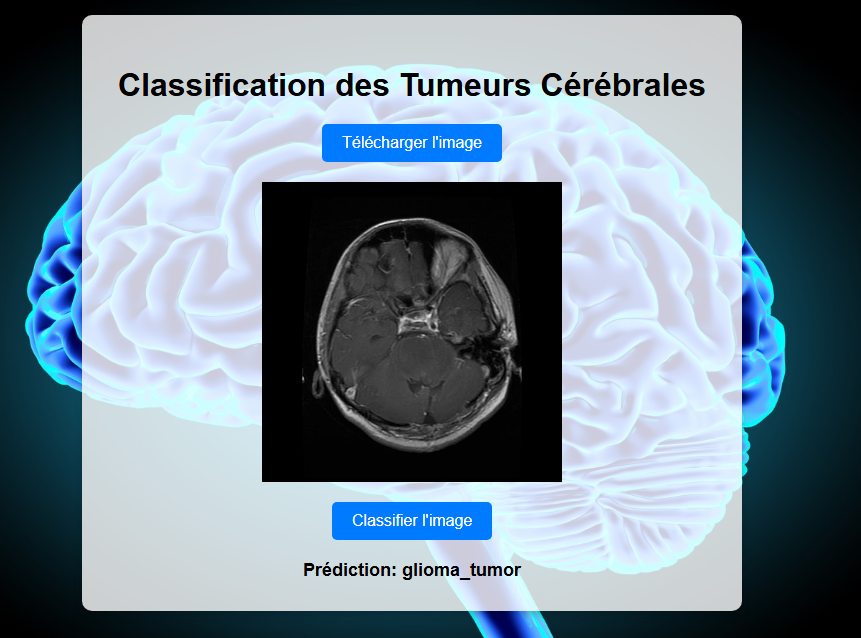 Classification des Tumeurs Cérébrales
Télécharger l'image
Classifier l'image
Prédiction: glioma_tumor